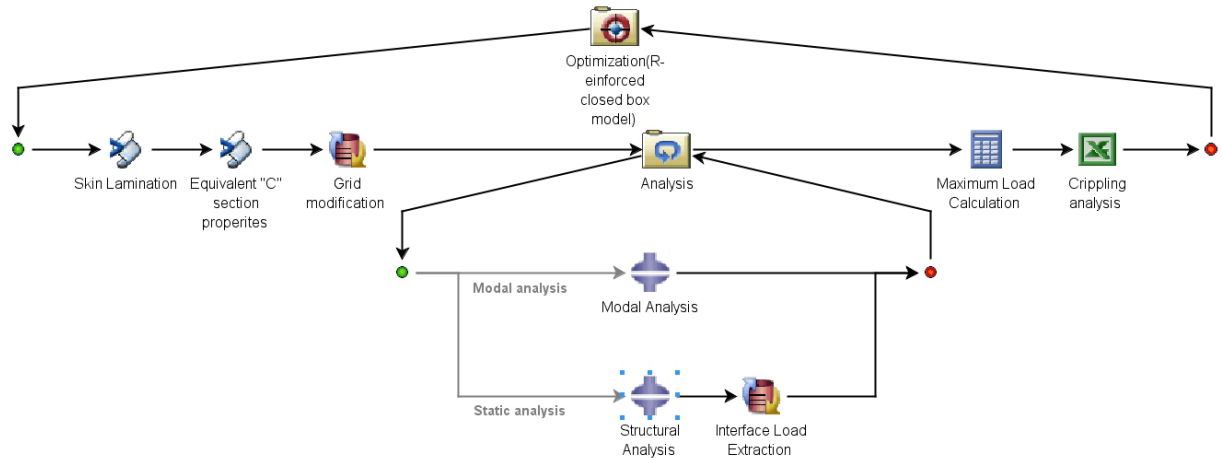 Optimization(R-
einforced
closed box
model)
Skin Lamination
Equivalent "C"
section
properites
Grid
modification
Analysis
Maximum Load
Calculation
Crippling
analysis
Modal analysis
Modal Analysis
Static analysis
Structural
Analysis
Interface Load
Extraction